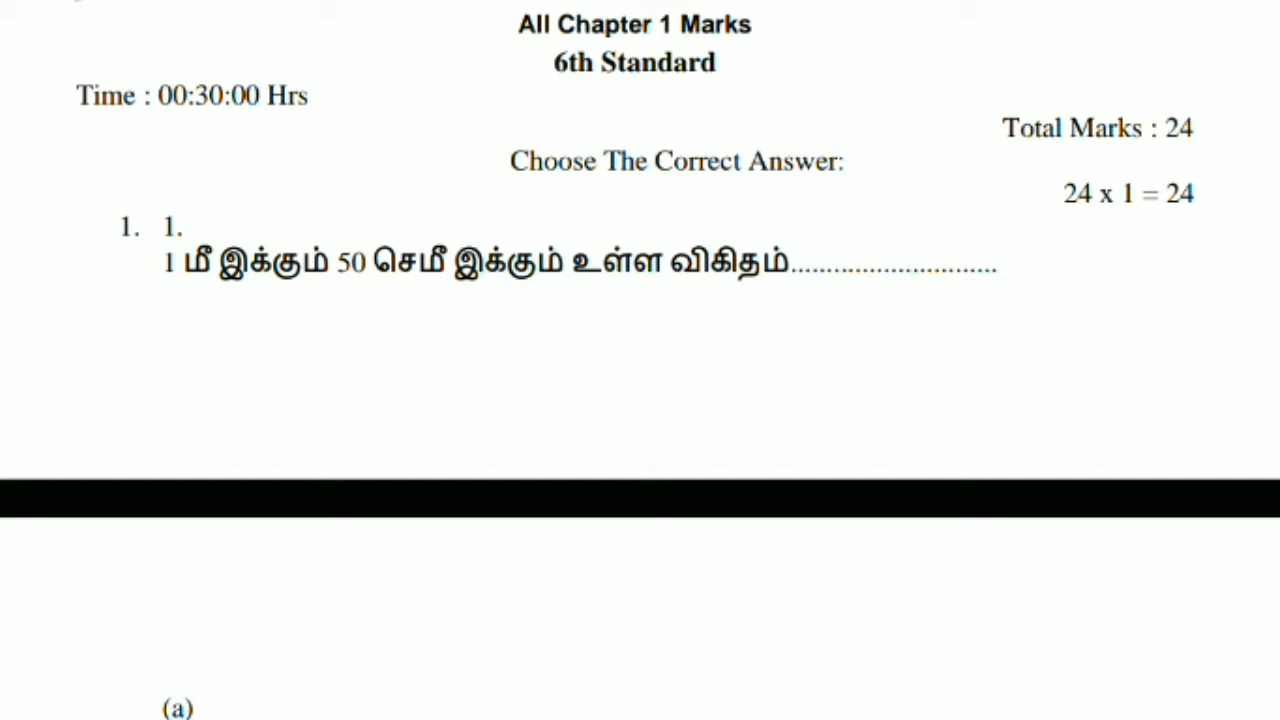 All Chapter 1 Marks
6th Standard
Time : 00:30:00 Hrs
Total Marks : 24
Choose The Correct Answer:
24 x 1 = 24
1. 1.
1 மீ இக்கும் 50 செமீ இக்கும் உள்ள விகிதம்.............................
(a)